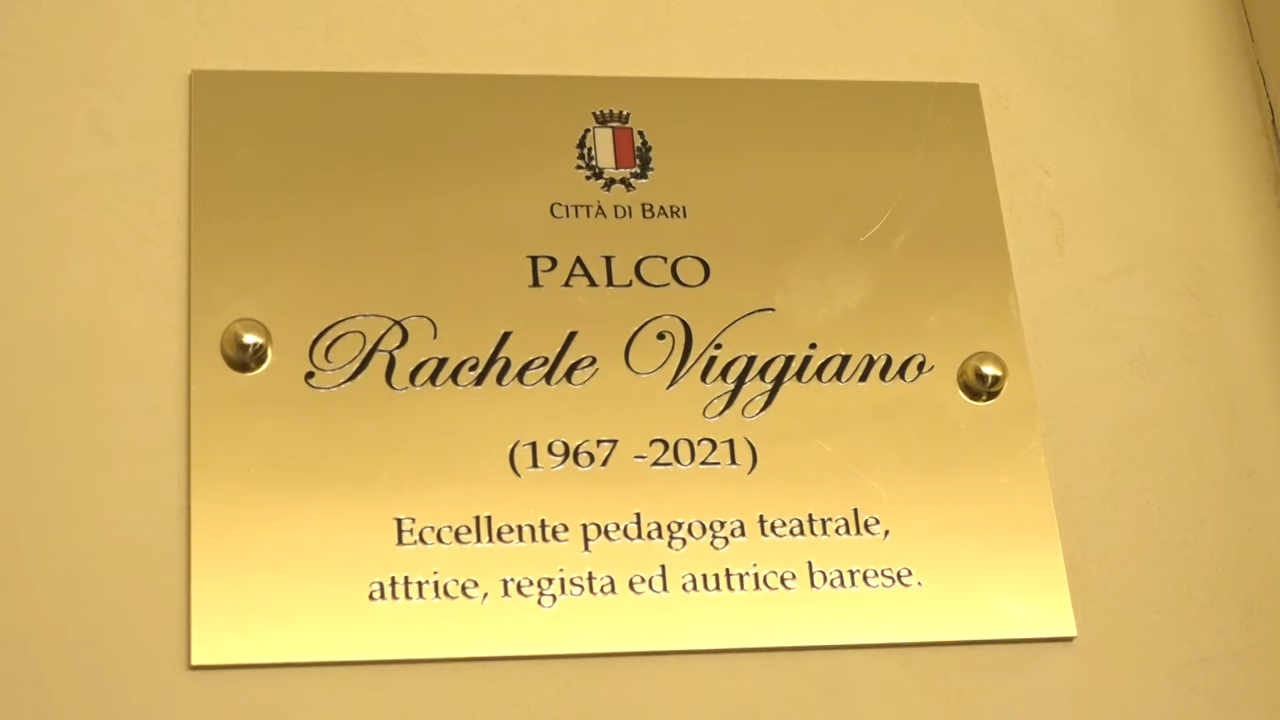 CITTÀ DI BARI
PALCO
Rachele Viggiano
(1967 -2021)
Eccellente pedagoga teatrale,
attrice, regista ed autrice barese.